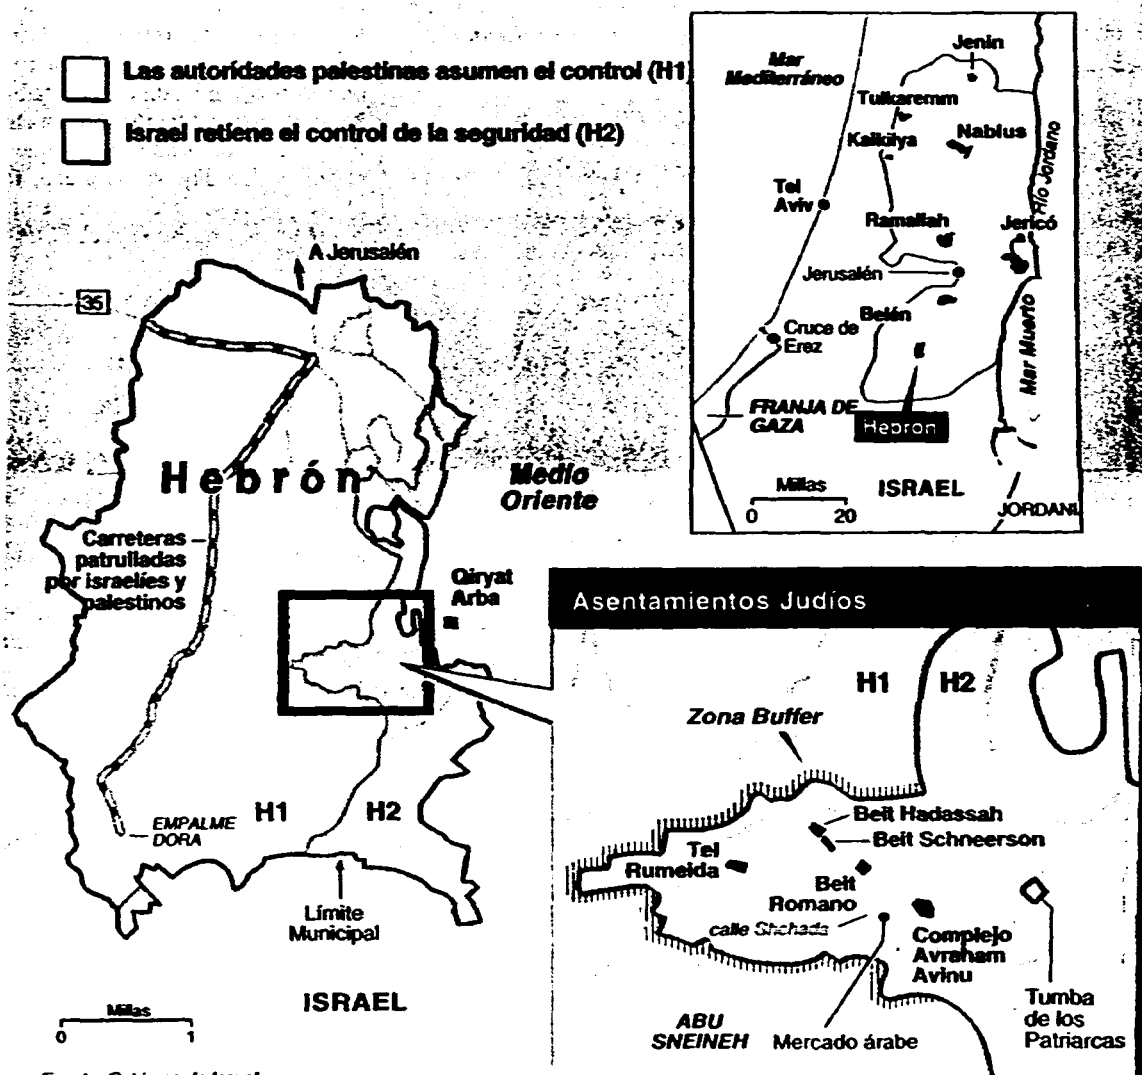 Las autoridades palestinas asumen el control (H1)
Israel retiene el control de la seguridad (H2)
A Jerusalén
35
Hebrón
Medio
Oriente
Carreteras
patrulladas
por israelíes y
palestinos
Qiryat
Arba
H1
H2
EMPALME
DORA
Límite
Municipal
ISRAEL
Millas
0 1
Mar
Mediterráneo
Jenin
Tulkaremm
Kalkilya
Nablus
Río Jordano
Tel
Aviv
Ramallah
Jericó
Jerusalén
Belén
Cruce de
Erez
Mar Muerto
FRANJA DE
GAZA
Hebrón
Millas
0 20
ISRAEL
JORDANI
Asentamientos Judíos
H1
H2
Zona Buffer
Beit Hadassah
Beit Schneerson
Tel
Rumeida
Beit
Romano
calle Shchada
Complejo
Avraham
Avinu
ABU
SNEINEH
Mercado árabe
Tumba
de los
Patriarcas